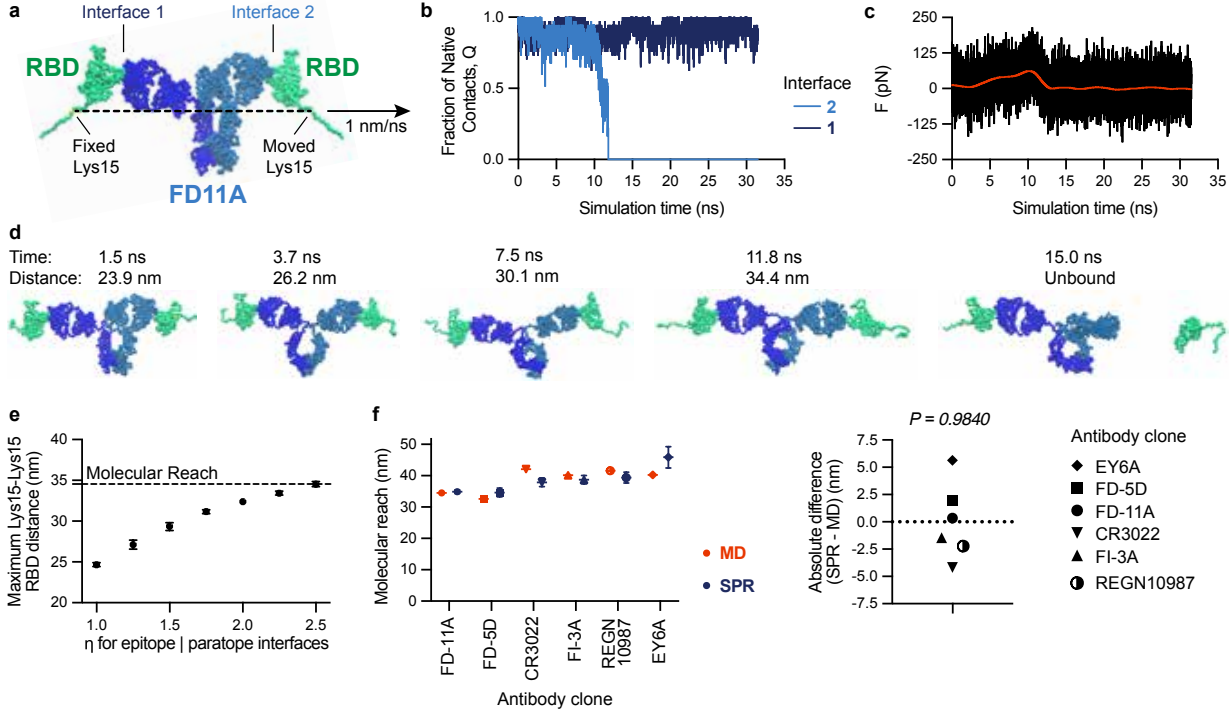 a
Interface 1
Interface 2
RBD
RBD
1 nm/ns
Fixed
Lys15
Moved
Lys15
FD11A
b
Fraction of Native
Contacts, Q
1.0
0.5
0.0
0 5 10 15 20 25 30 35
Simulation time (ns)
Interface
2
1
c
F (pN)
250
125
0
-125
-250
0 5 10 15 20 25 30 35
Simulation time (ns)
d
Time: 1.5 ns 3.7 ns 7.5 ns 11.8 ns 15.0 ns
Distance: 23.9 nm 26.2 nm 30.1 nm 34.4 nm Unbound
e
Maximum Lys15-Lys15
RBD distance (nm)
40
35
30
25
20
Molecular Reach
1.0 1.5 2.0 2.5
η for epitope | paratope interfaces
f
Molecular reach (nm)
50
40
30
20
10
0
FD-11A
FD-5D
CR3022
FI-3A
REGN
10987
EY6A
Antibody clone
MD
SPR
P = 0.9840
Absolute difference
(SPR - MD) (nm)
7.5
5.0
2.5
0.0
-2.5
-5.0
-7.5
Antibody clone
EY6A
FD-5D
FD-11A
CR3022
FI-3A
REGN10987